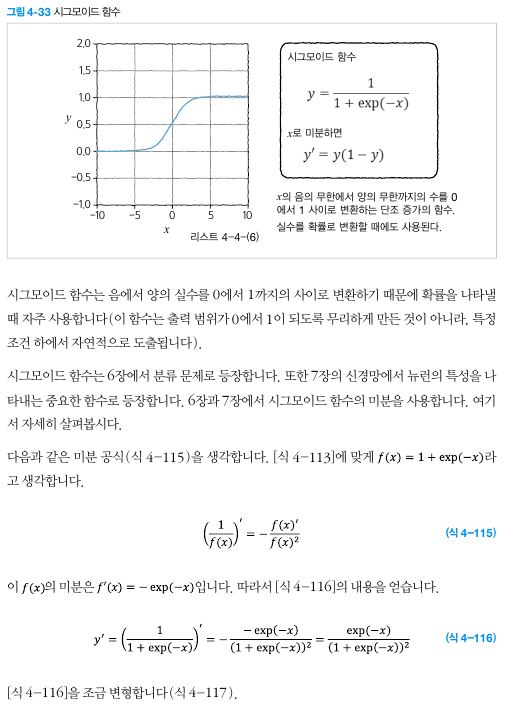 그림 4-33 시그모이드 함수
2,0
1,5
1,0
y 0,5
0,0
-0,5
-1,0
-10 -5 0 5 10
x
리스트 4-4-(6)
시그모이드 함수
y = 1 / (1 + exp(−x))
x로 미분하면
y′ = y(1 − y)
x의 음의 무한에서 양의 무한까지의 수를 0
에서 1 사이로 변환하는 단조 증가의 함수.
실수를 확률로 변환할 때에도 사용된다.
시그모이드 함수는 음에서 양의 실수를 0에서 1까지의 사이로 변환하기 때문에 확률을 나타낼
때 자주 사용합니다(이 함수는 출력 범위가 0에서 1이 되도록 무리하게 만든 것이 아니라, 특정
조건 하에서 자연적으로 도출됩니다).
시그모이드 함수는 6장에서 분류 문제로 등장합니다. 또한 7장의 신경망에서 뉴런의 특성을 나
타내는 중요한 함수로 등장합니다. 6장과 7장에서 시그모이드 함수의 미분을 사용합니다. 여기
서 자세히 살펴봅시다.
다음과 같은 미분 공식(식 4-115)을 생각합니다. [식 4-113]에 맞게 f(x) = 1 + exp(−x)라
고 생각합니다.
(1 / f(x))′ = − f(x)′ / f(x)² (식 4-115)
이 f(x)의 미분은 f′(x) = − exp(−x)입니다. 따라서 [식 4-116]의 내용을 얻습니다.
y′ = (1 / (1 + exp(−x)))′ = − (− exp(−x)) / (1 + exp(−x))² = exp(−x) / (1 + exp(−x))² (식 4-116)
[식 4-116]을 조금 변형합니다(식 4-117).